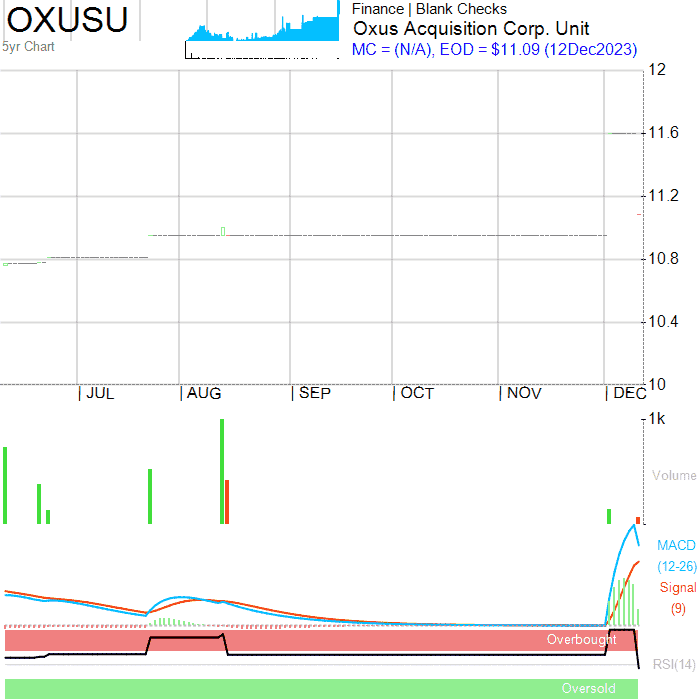 OXUSU
5yr Chart
Finance | Blank Checks
Oxus Acquisition Corp. Unit
MC = (N/A), EOD = $11.09 (12Dec2023)
12
11.6
11.2
10.8
10.4
10
| JUL | AUG | SEP | OCT | NOV | DEC
1k
Volume
MACD
(12-26)
Signal
(9)
Overbought
RSI(14)
Oversold